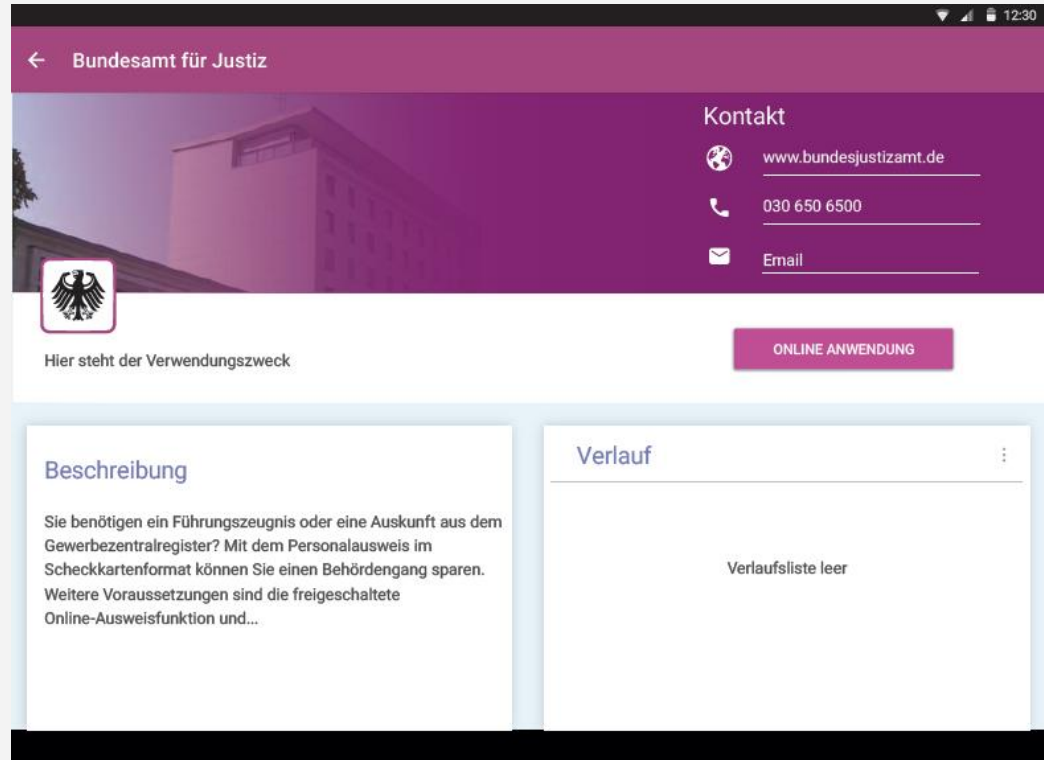 12:30
Bundesamt für Justiz
Kontakt
www.bundesjustizamt.de
030 650 6500
Email
Hier steht der Verwendungszweck
ONLINE ANWENDUNG
Beschreibung
Sie benötigen ein Führungszeugnis oder eine Auskunft aus dem
Gewerbezentralregister? Mit dem Personalausweis im
Scheckkartenformat können Sie einen Behördengang sparen.
Weitere Voraussetzungen sind die freigeschaltete
Online-Ausweisfunktion und...
Verlauf
Verlaufsliste leer